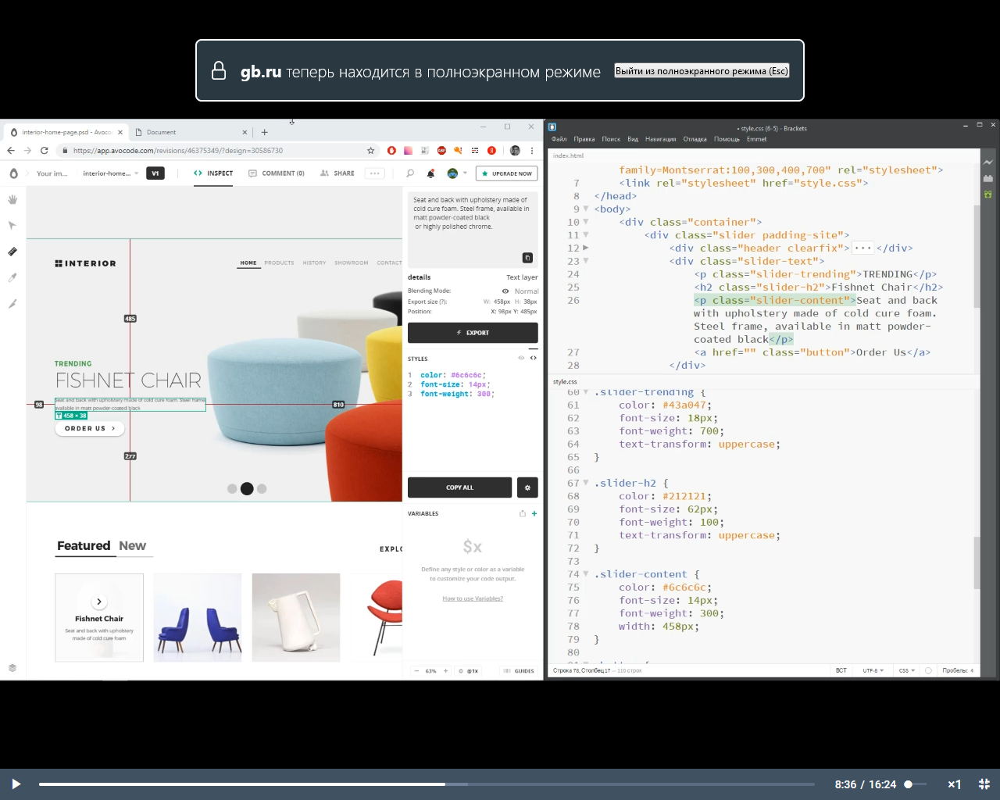 gb.ru теперь находится в полноэкранном режиме
Выйти из полноэкранного режима (Esc)
interior-home-page.psd - Avoco
Document
https://app.avocode.com/revisions/46375349/?design=30586730
Your im...
interior-home...
V1
INSPECT
COMMENT (0)
SHARE
UPGRADE NOW
INTERIOR
HOME
PRODUCTS
HISTORY
SHOWROOM
CONTACT
485
TRENDING
FISHNET CHAIR
Seat and back with upholstery made of cold cure foam. Steel frame,
available in matt powder-coated black
98
810
T 458 × 38
ORDER US
277
Featured
New
EXPLO
Fishnet Chair
Seat and back with upholstery
made of cold cure foam
Seat and back with upholstery made of
cold cure foam. Steel frame, available in
matt powder-coated black
or highly polished chrome.
details
Text layer
Blending Mode:
Normal
Export size (?):
W: 458px H: 38px
Position:
X: 98px Y: 485px
EXPORT
STYLES
1 color: #6c6c6c;
2 font-size: 14px;
3 font-weight: 300;
COPY ALL
VARIABLES
$x
Define any style or color as a variable
to customize your code output.
How to use Variables?
63%
@1x
GUIDES
• style.css (6-5) - Brackets
Файл Правка Поиск Вид Навигация Отладка Помощь Emmet
index.html
family=Montserrat:100,300,400,700" rel="stylesheet">
7 <link rel="stylesheet" href="style.css">
8 </head>
9 <body>
10 <div class="container">
11 <div class="slider padding-site">
12 <div class="header clearfix"> ··· </div>
23 <div class="slider-text">
24 <p class="slider-trending">TRENDING</p>
25 <h2 class="slider-h2">Fishnet Chair</h2>
26 <p class="slider-content">Seat and back
with upholstery made of cold cure foam.
Steel frame, available in matt powder-
coated black</p>
27 <a href="" class="button">Order Us</a>
28 </div>
style.css
60 .slider-trending {
61 color: #43a047;
62 font-size: 18px;
63 font-weight: 700;
64 text-transform: uppercase;
65 }
66
67 .slider-h2 {
68 color: #212121;
69 font-size: 62px;
70 font-weight: 100;
71 text-transform: uppercase;
72 }
73
74 .slider-content {
75 color: #6c6c6c;
76 font-size: 14px;
77 font-weight: 300;
78 width: 458px;
79 }
80
Строка 78, Столбец 17 — 110 строк
ВСТ
UTF-8
CSS
Пробелы: 4
8:36 / 16:24
×1